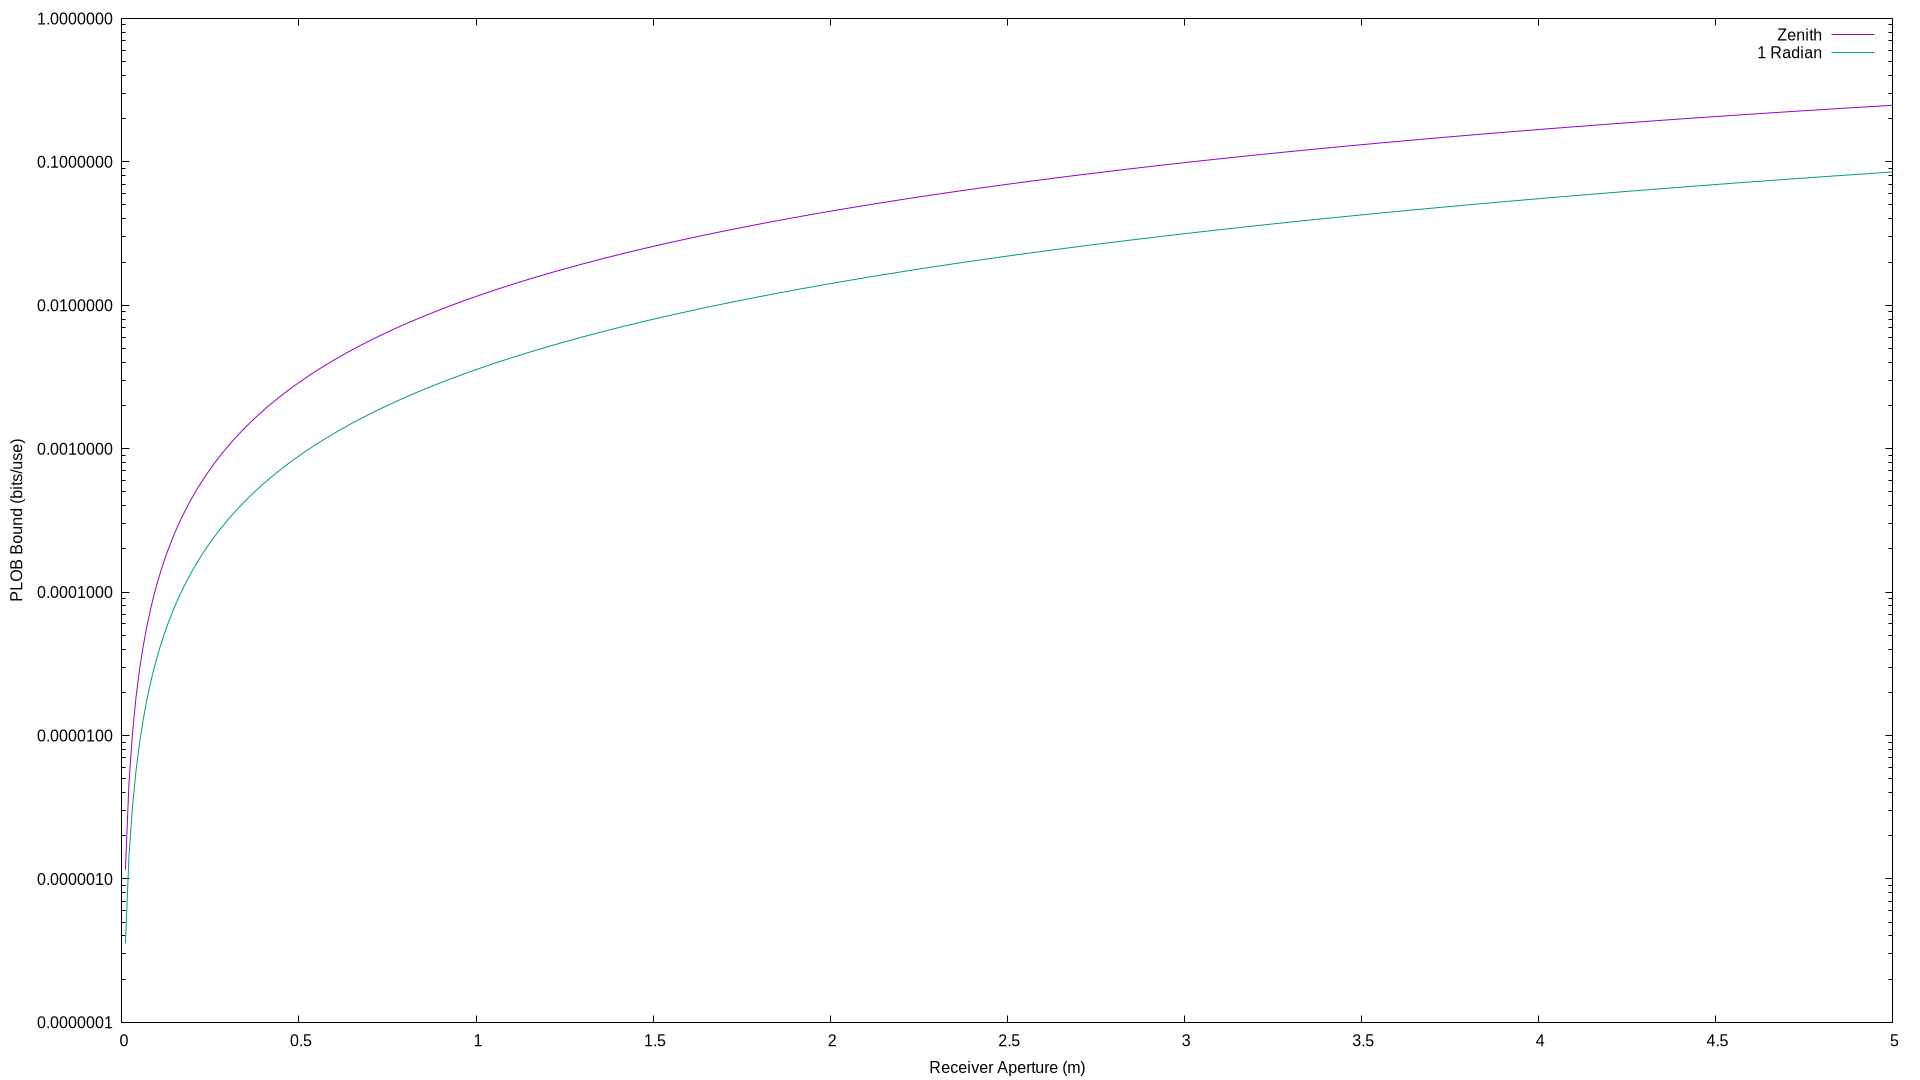 1.0000000
0.1000000
0.0100000
0.0010000
0.0001000
0.0000100
0.0000010
0.0000001
PLOB Bound (bits/use)
Zenith
1 Radian
0 0.5 1 1.5 2 2.5 3 3.5 4 4.5 5
Receiver Aperture (m)